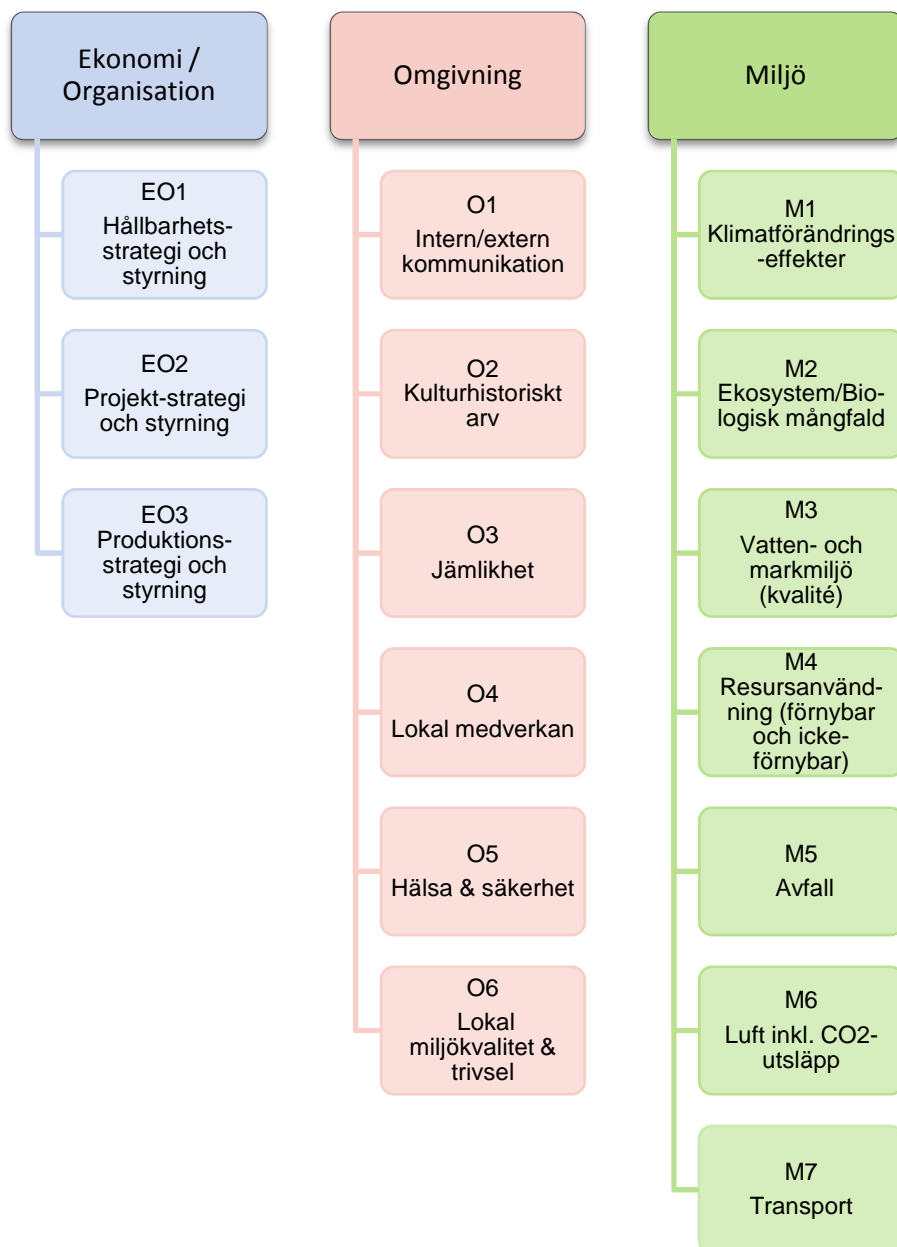 Ekonomi /
Organisation
EO1
Hållbarhets-
strategi och
styrning
EO2
Projekt-strategi
och styrning
EO3
Produktions-
strategi och
styrning
Omgivning
O1
Intern/extern
kommunikation
O2
Kulturhistoriskt
arv
O3
Jämlikhet
O4
Lokal medverkan
O5
Hälsa & säkerhet
O6
Lokal
miljökvalitet &
trivsel
Miljö
M1
Klimatförändrings
-effekter
M2
Ekosystem/Bio-
logisk mångfald
M3
Vatten- och
markmiljö
(kvalité)
M4
Resursanvänd-
ning (förnybar
och icke-
förnybar)
M5
Avfall
M6
Luft inkl. CO2-
utsläpp
M7
Transport